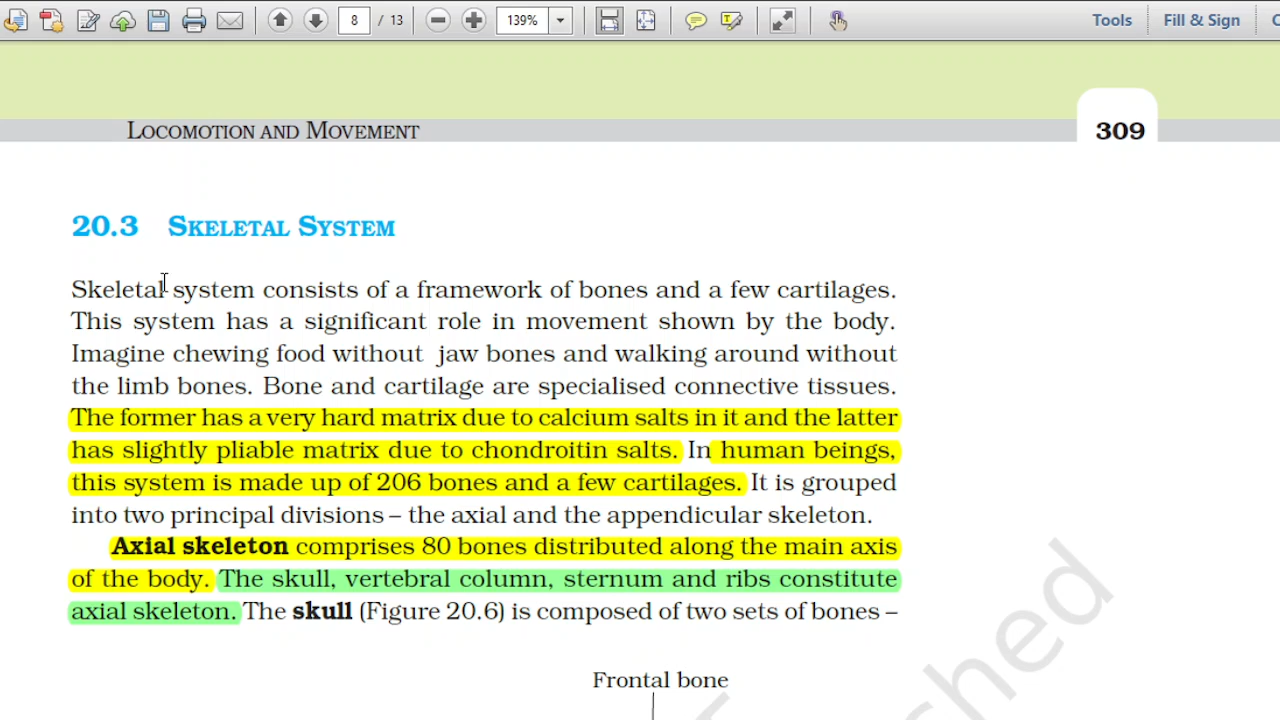 8 / 13 139% Tools Fill & Sign
LOCOMOTION AND MOVEMENT 309
20.3 SKELETAL SYSTEM
Skeletal system consists of a framework of bones and a few cartilages.
This system has a significant role in movement shown by the body.
Imagine chewing food without jaw bones and walking around without
the limb bones. Bone and cartilage are specialised connective tissues.
The former has a very hard matrix due to calcium salts in it and the latter
has slightly pliable matrix due to chondroitin salts. In human beings,
this system is made up of 206 bones and a few cartilages. It is grouped
into two principal divisions – the axial and the appendicular skeleton.
Axial skeleton comprises 80 bones distributed along the main axis
of the body. The skull, vertebral column, sternum and ribs constitute
axial skeleton. The skull (Figure 20.6) is composed of two sets of bones –
Frontal bone